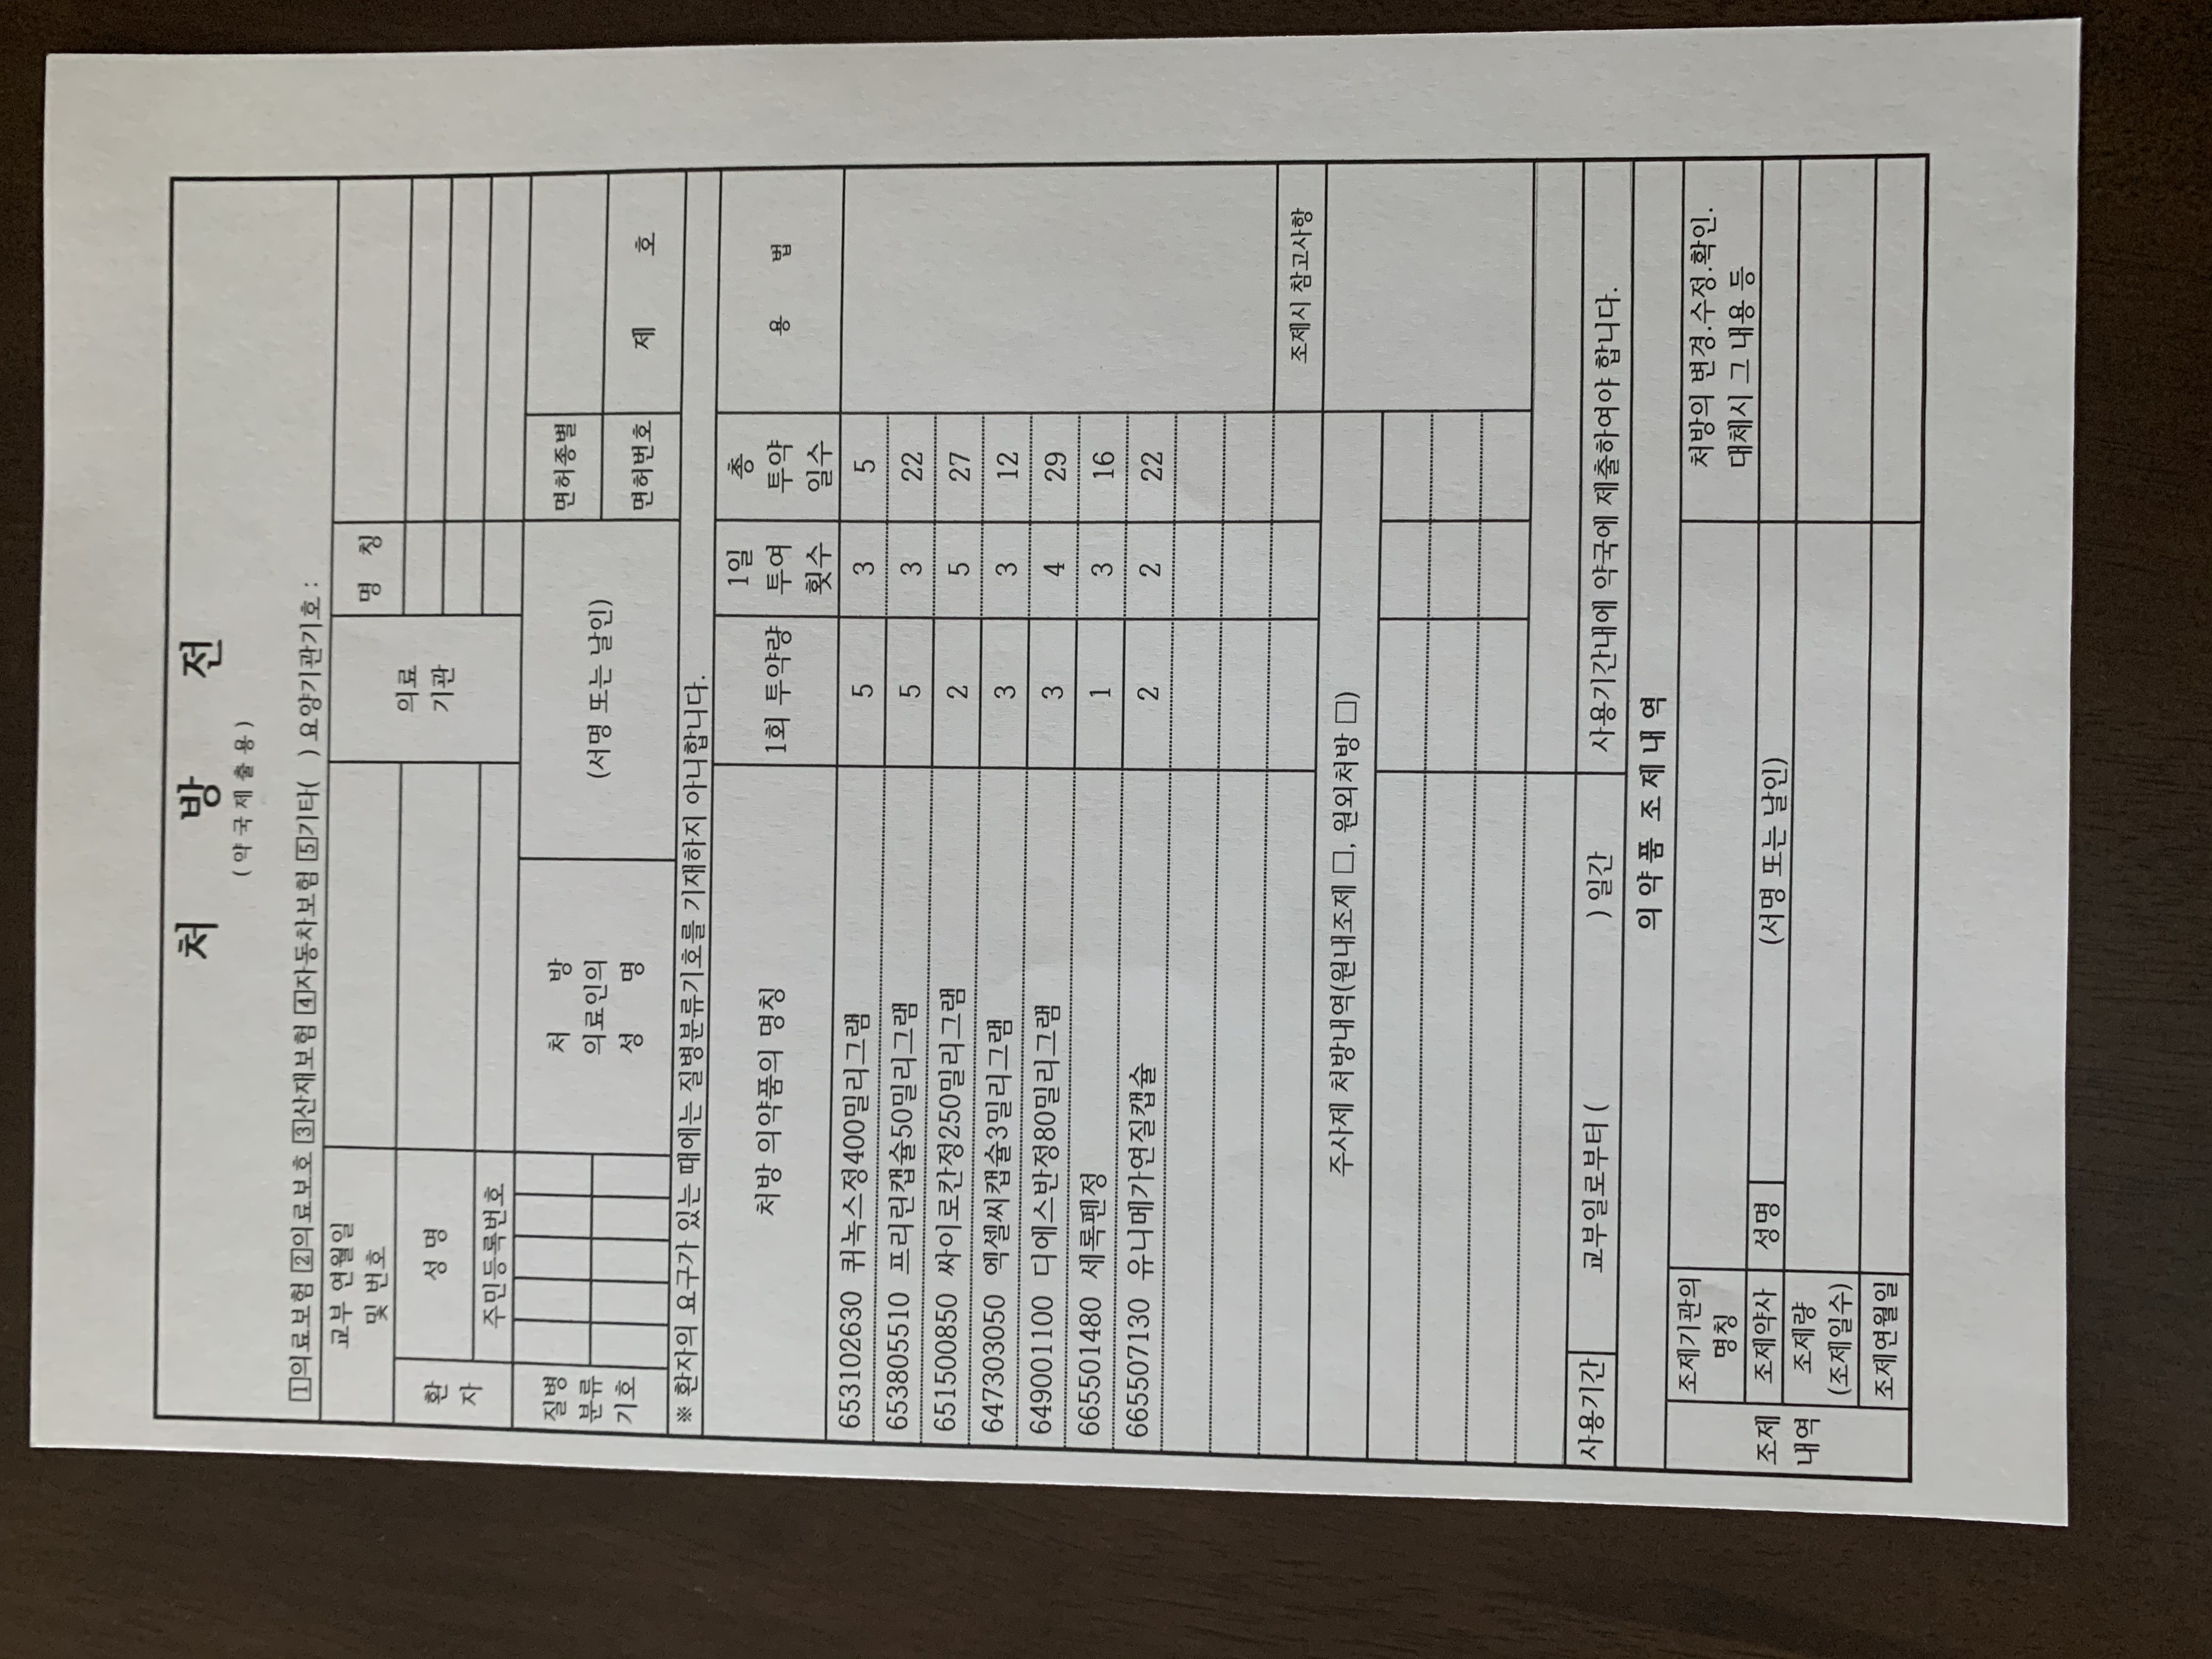 처 방 전
(약국제출용)
1의료보험 2의료보호 3산재보험 4자동차보험 5기타( ) 요양기관기호 :
교부 연월일
및 번호
의료
기관
명 칭
환
자
성 명
주민등록번호
질병
분류
기호
처 방
의료인의
성 명
(서명 또는 날인)
면허종별
면허번호
제 호
※ 환자의 요구가 있는 때에는 질병분류기호를 기재하지 아니합니다.
처방 의약품의 명칭
1회 투약량
1일
투여
횟수
총
투약
일수
용 법
653102630 퀴녹스정400밀리그램 5 3 5
653805510 프리린캡슐50밀리그램 5 3 22
651500850 싸이로칸정250밀리그램 2 5 27
647303050 엑셀씨캡슐3밀리그램 3 3 12
649001100 디에스반정80밀리그램 3 4 29
665501480 세록펜정 1 3 16
665507130 유니메가연질캡슐 2 2 22
조제시 참고사항
주사제 처방내역(원내조제 □, 원외처방 □)
사용기간 교부일로부터 ( ) 일간 사용기간내에 약국에 제출하여야 합니다.
의약품 조제내역
조제
내역
조제기관의
명칭
처방의 변경.수정.확인.
대체시 그 내용 등
조제약사 성명 (서명 또는 날인)
조제량
(조제일수)
조제연월일